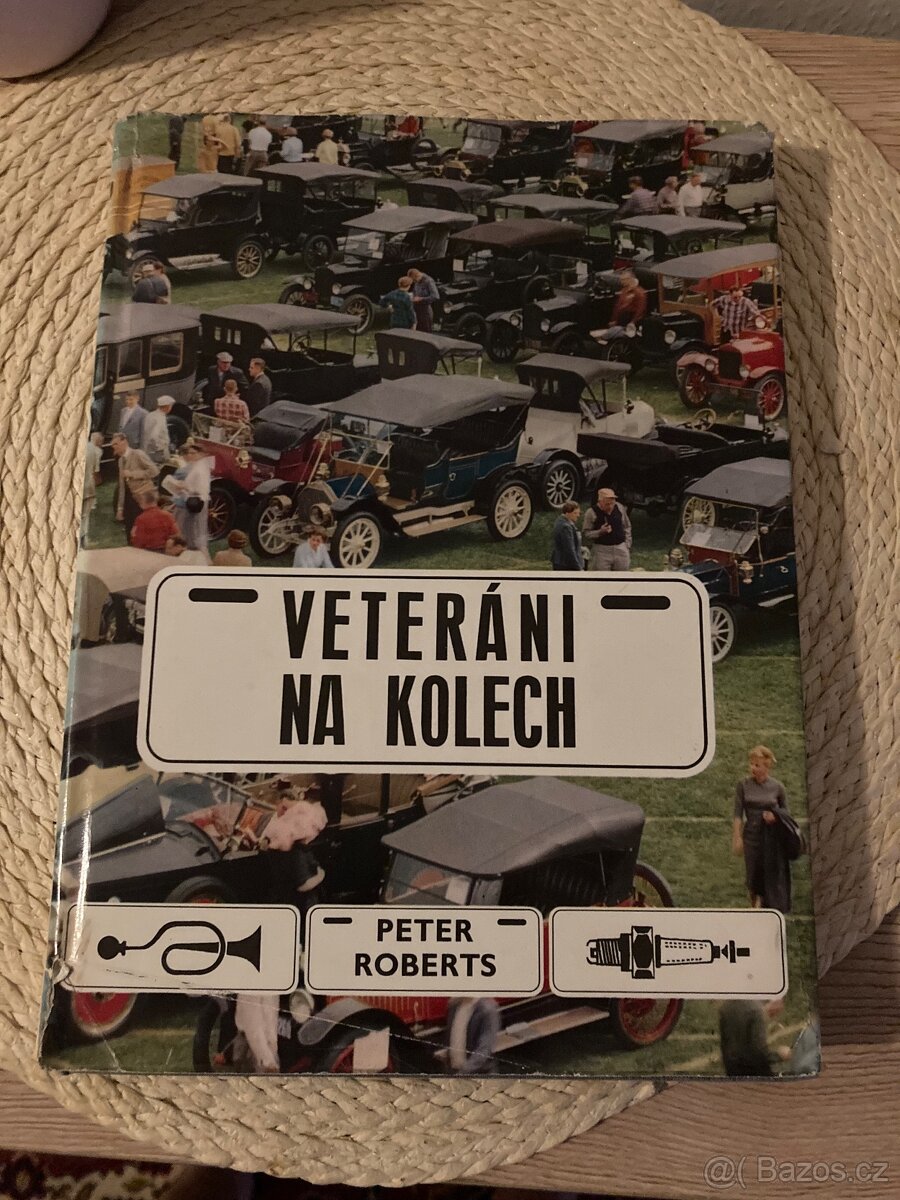 VETERÁNI
NA KOLECH
PETER
ROBERTS
@( Bazos.cz